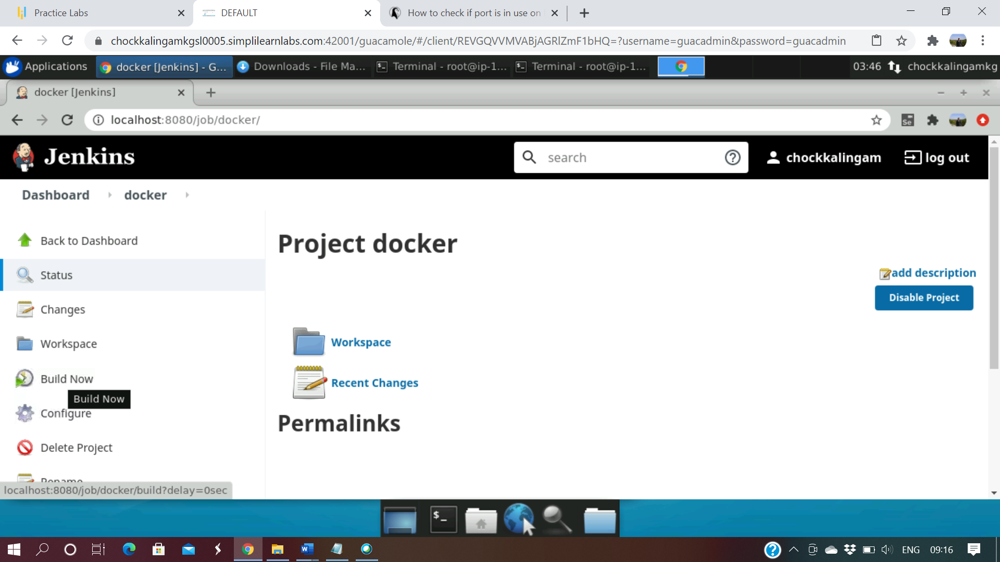 Practice Labs
DEFAULT
How to check if port is in use on
chockkalingamkgsl0005.simplilearnlabs.com:42001/guacamole/#/client/REVGQVVMVABjAGRlZmF1bHQ=?username=guacadmin&password=guacadmin
Applications
docker [Jenkins] - G...
Downloads - File Ma...
Terminal - root@ip-1...
Terminal - root@ip-1...
03:46
chockkalingamkg
docker [Jenkins]
localhost:8080/job/docker/
Se
Jenkins
search
chockkalingam
log out
Dashboard
docker
Back to Dashboard
Project docker
Status
add description
Disable Project
Changes
Workspace
Workspace
Build Now
Recent Changes
Build Now
Configure
Permalinks
Delete Project
Rename
localhost:8080/job/docker/build?delay=0sec
$_
ENG
09:16